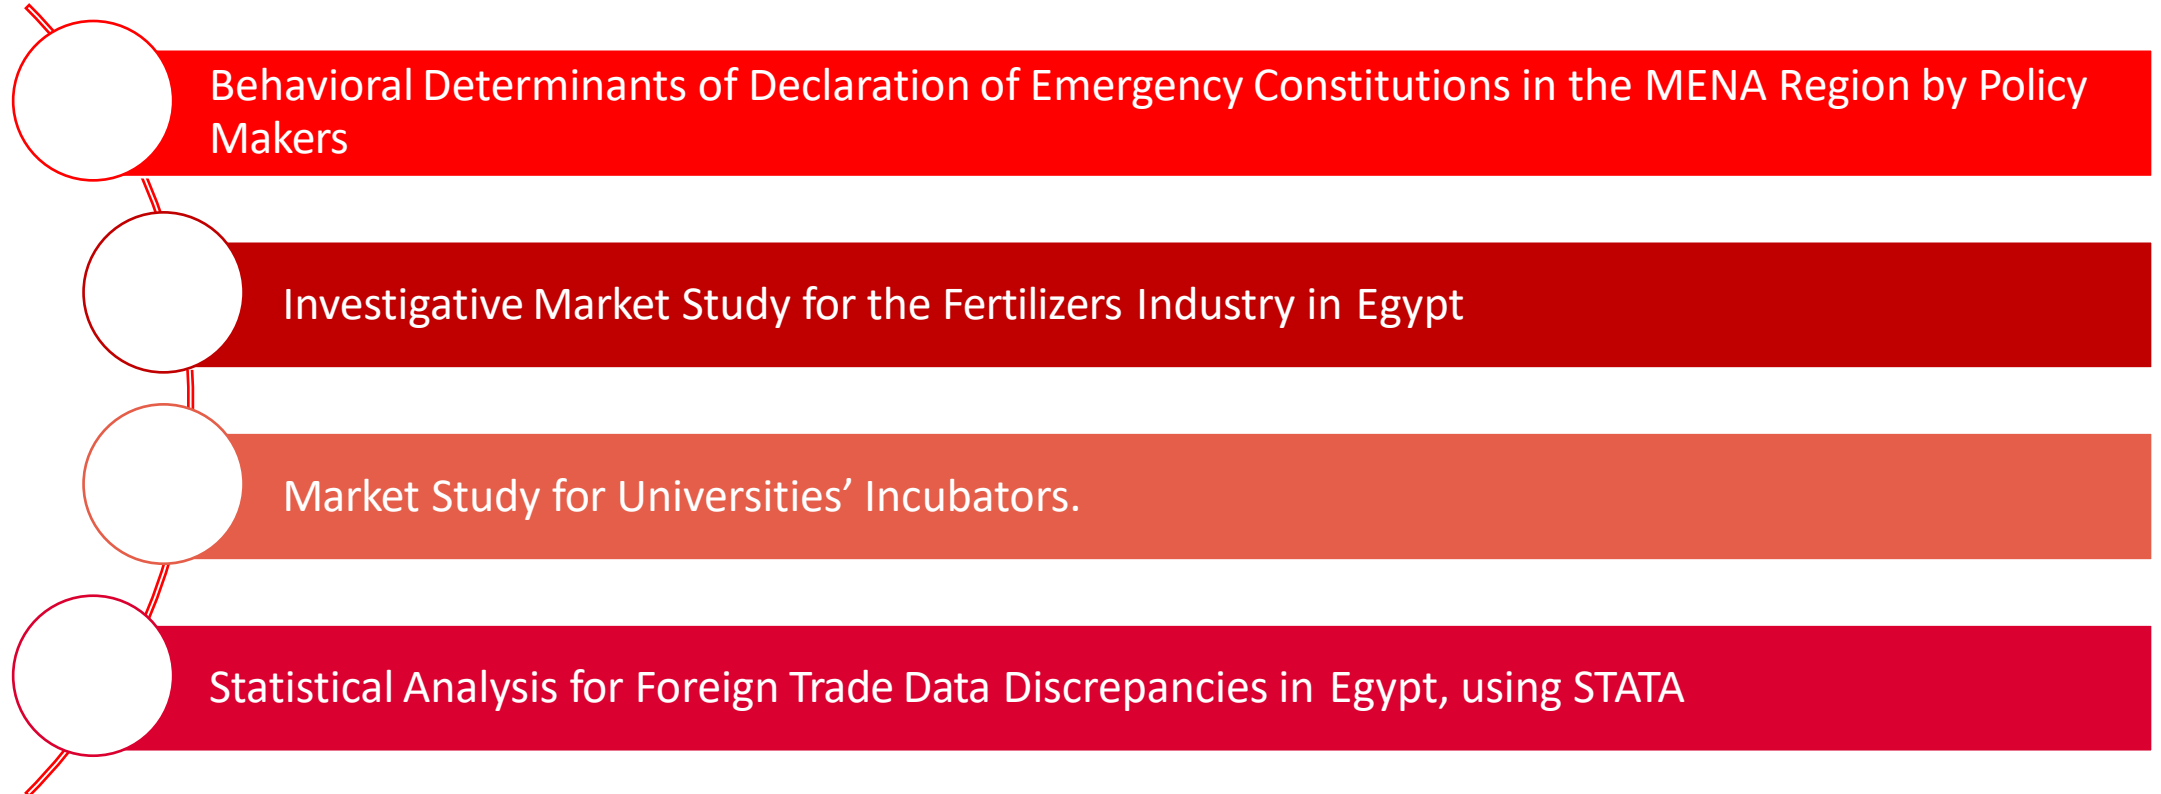 Behavioral Determinants of Declaration of Emergency Constitutions in the MENA Region by Policy
Makers
Investigative Market Study for the Fertilizers Industry in Egypt
Market Study for Universities’ Incubators.
Statistical Analysis for Foreign Trade Data Discrepancies in Egypt, using STATA